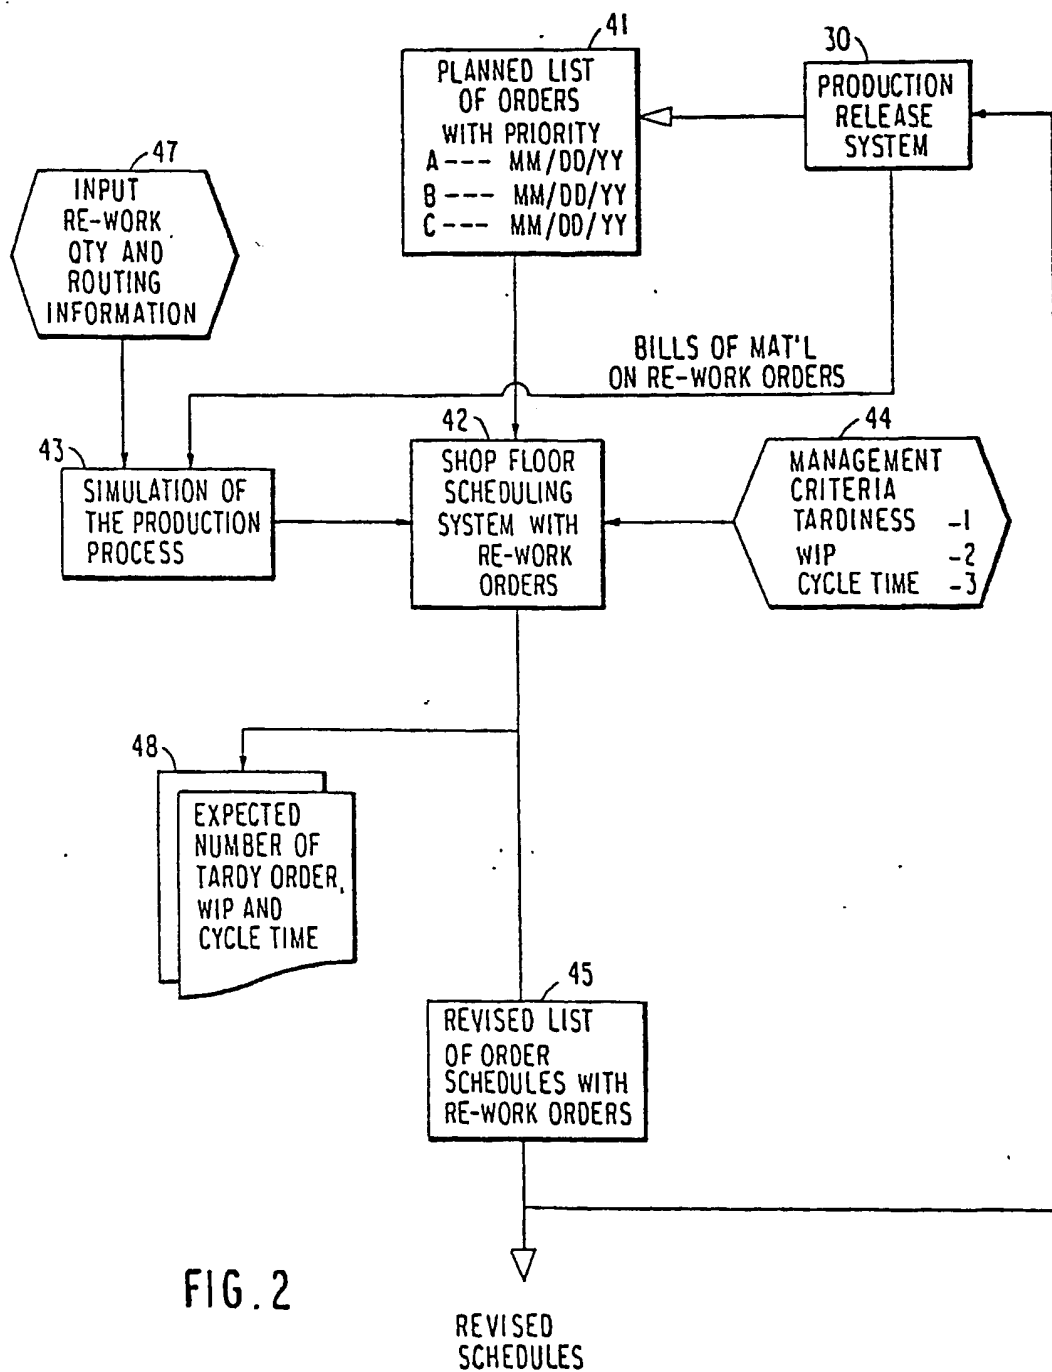 41
PLANNED LIST
OF ORDERS
WITH PRIORITY
A--- MM/DD/YY
B--- MM/DD/YY
C--- MM/DD/YY
30
PRODUCTION
RELEASE
SYSTEM
47
INPUT
RE-WORK
QTY AND
ROUTING
INFORMATION
BILLS OF MAT'L
ON RE-WORK ORDERS
43
SIMULATION OF
THE PRODUCTION
PROCESS
42
SHOP FLOOR
SCHEDULING
SYSTEM WITH
RE-WORK
ORDERS
44
MANAGEMENT
CRITERIA
TARDINESS -1
WIP -2
CYCLE TIME -3
48
EXPECTED
NUMBER OF
TARDY ORDER,
WIP AND
CYCLE TIME
45
REVISED LIST
OF ORDER
SCHEDULES WITH
RE-WORK ORDERS
FIG. 2
REVISED
SCHEDULES